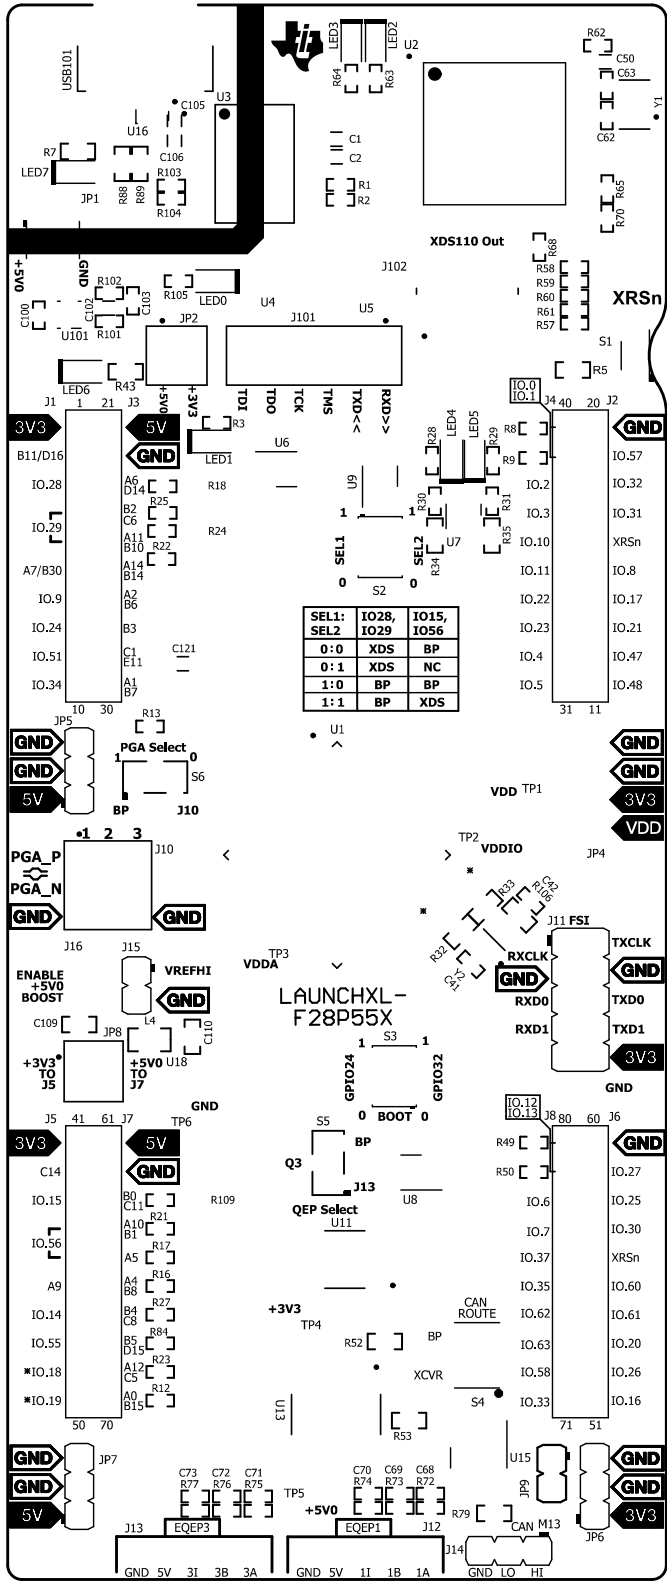 USB101
U16
C105
C106
U3
LED3
LED2
U2
R64
R63
R62
C50
C63
Y1
C62
R7
LED7
R88
R89
R103
R104
JP1
C1
C2
R1
R2
R65
R70
R68
XDS110 Out
+5V0
GND
R102
C102
C103
C100
U101
R101
R105
LED0
J102
R58
R59
R60
R61
R57
XRSn
S1
R5
U4
U5
JP2
J101
LED6
R43
+5V0
+3V3
TDI
TDO
TCK
TMS
TXD<<
RXD>>
IO.0
IO.1
J1
1
21
J3
J4
40
20
J2
3V3
5V
GND
R3
LED1
U6
R28
LED4
LED5
R29
R8
R9
GND
B11/D16
IO.57
IO.28
A6
D14
R18
U9
IO.2
IO.32
R25
B2
C6
R30
R31
IO.3
IO.31
IO.29
A11
B10
R24
1
1
SEL1
SEL2
U7
R34
R35
IO.10
XRSn
R22
A7/B30
A14
B14
0
0
S2
IO.11
IO.8
IO.9
A2
B6
IO.22
IO.17
SEL1: IO28, IO15,
SEL2 IO29 IO56
0:0 XDS BP
0:1 XDS NC
1:0 BP BP
1:1 BP XDS
IO.24
B3
IO.23
IO.21
IO.51
C1
E11
C121
IO.4
IO.47
IO.34
A1
B7
IO.5
IO.48
10
30
31
11
JP5
R13
U1
GND
PGA Select
GND
GND
1
0
S6
GND
5V
BP
J10
VDD
TP1
3V3
VDD
1 2 3
J10
TP2
VDDIO
JP4
PGA_P
PGA_N
R33
C42
R106
GND
GND
J11
FSI
J16
J15
R32
Y2
C41
RXCLK
TXCLK
ENABLE
+5V0
BOOST
VREFHI
TP3
VDDA
GND
GND
GND
LAUNCHXL-
F28P55X
RXD0
TXD0
C109
JP8
L4
C110
U18
S3
RXD1
TXD1
1
1
GPIO24
GPIO32
3V3
+3V3
TO
J5
+5V0
TO
J7
GND
GND
0
BOOT
0
IO.12
IO.13
J5
41
61
J7
TP6
S5
J8
80
60
J6
3V3
5V
BP
R49
GND
C14
GND
Q3
R50
IO.27
IO.15
B0
C11
R109
J13
U8
IO.6
IO.25
R21
A10
B1
QEP Select
U11
IO.7
IO.30
IO.56
R17
A5
IO.37
XRSn
A9
R16
A4
B8
IO.35
IO.60
R27
IO.14
B4
C8
+3V3
TP4
CAN
ROUTE
IO.62
IO.61
R84
IO.55
B5
D15
R52
BP
IO.63
IO.20
*IO.18
R23
A12
C5
XCVR
IO.58
IO.26
*IO.19
R12
A0
B15
U13
S4
IO.33
IO.16
50
70
R53
71
51
GND
JP7
U15
GND
GND
C73
R77
C72
R76
C71
R75
TP5
C70
R74
C69
R73
C68
R72
JP9
GND
5V
+5V0
R79
3V3
J13
EQEP3
EQEP1
J12
CAN
M13
JP6
J14
GND 5V 3I 3B 3A
GND 5V 1I 1B 1A
GND LO HI